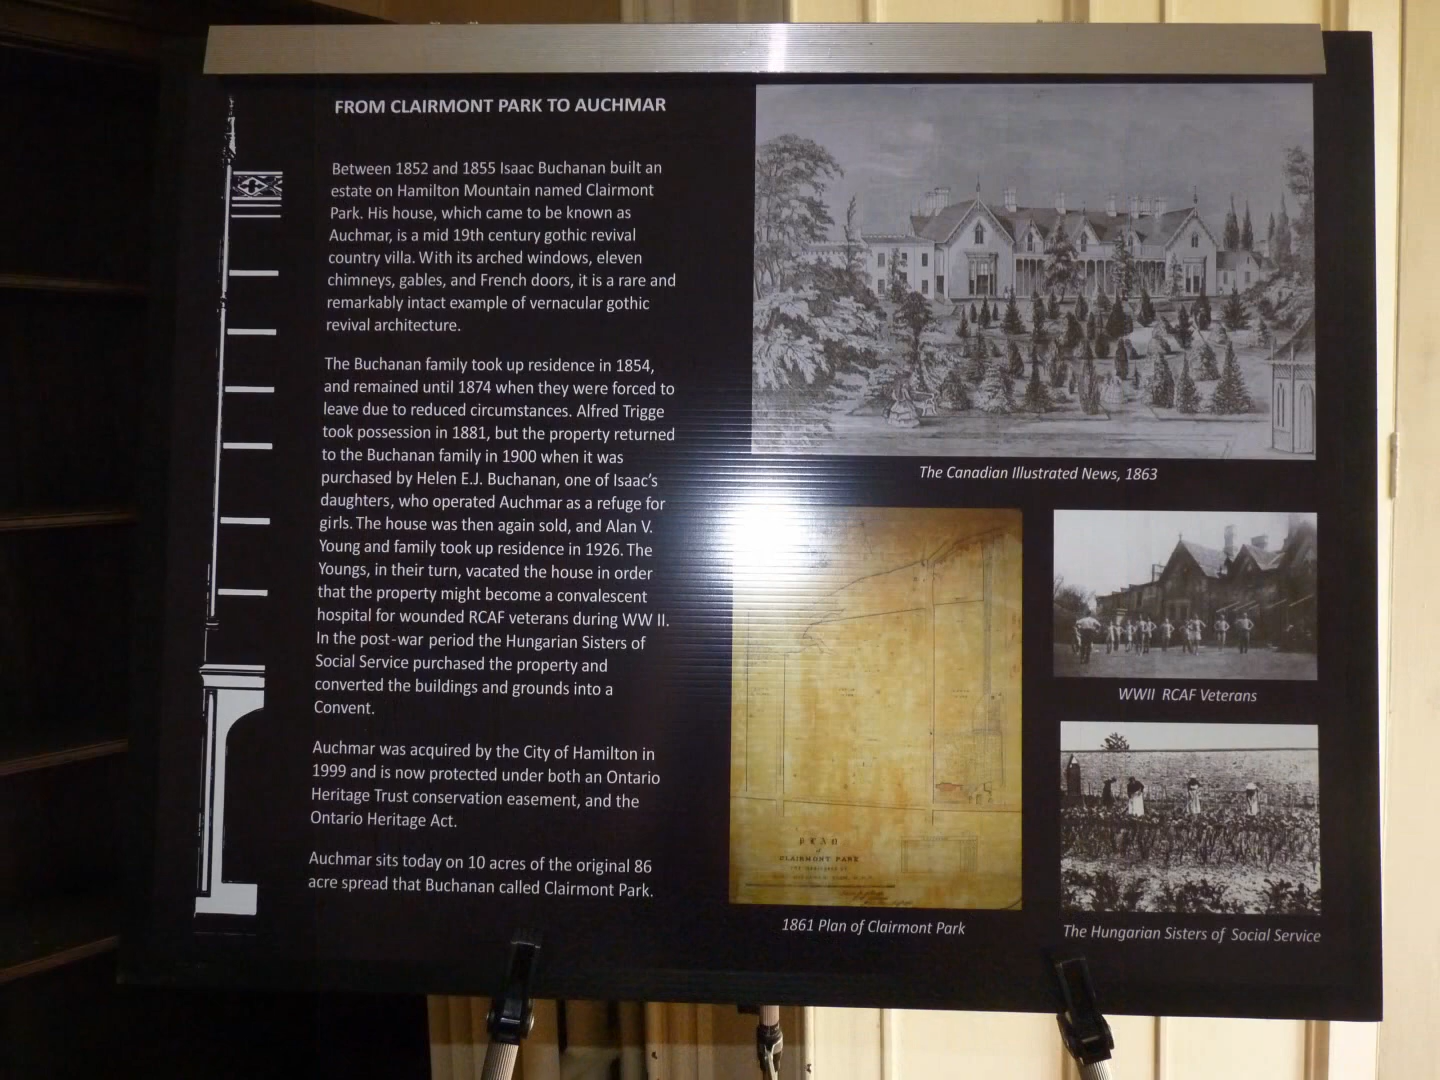 FROM CLAIRMONT PARK TO AUCHMAR
Between 1852 and 1855 Isaac Buchanan built an
estate on Hamilton Mountain named Clairmont
Park. His house, which came to be known as
Auchmar, is a mid 19th century gothic revival
country villa. With its arched windows, eleven
chimneys, gables, and French doors, it is a rare and
remarkably intact example of vernacular gothic
revival architecture.
The Buchanan family took up residence in 1854,
and remained until 1874 when they were forced to
leave due to reduced circumstances. Alfred Trigge
took possession in 1881, but the property returned
to the Buchanan family in 1900 when it was
purchased by Helen E.J. Buchanan, one of Isaac's
daughters, who operated Auchmar as a refuge for
girls. The house was then again sold, and Alan V.
Young and family took up residence in 1926. The
Youngs, in their turn, vacated the house in order
that the property might become a convalescent
hospital for wounded RCAF veterans during WW II.
In the post-war period the Hungarian Sisters of
Social Service purchased the property and
converted the buildings and grounds into a
Convent.
Auchmar was acquired by the City of Hamilton in
1999 and is now protected under both an Ontario
Heritage Trust conservation easement, and the
Ontario Heritage Act.
Auchmar sits today on 10 acres of the original 86
acre spread that Buchanan called Clairmont Park.
The Canadian Illustrated News, 1863
PLAN
of
CLAIRMONT PARK
1861 Plan of Clairmont Park
WWII RCAF Veterans
The Hungarian Sisters of Social Service